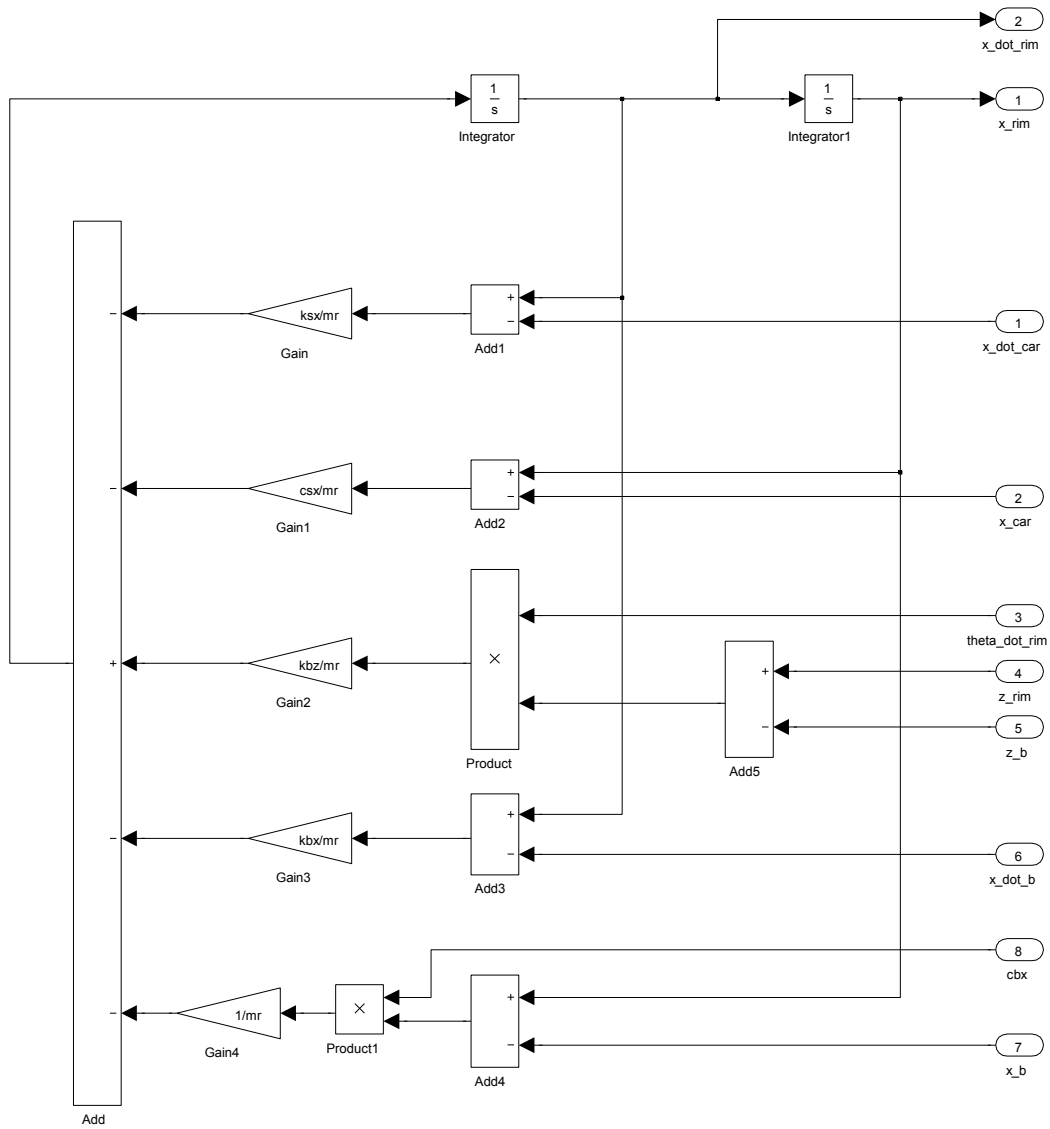 2
x_dot_rim
1
s
Integrator
1
s
Integrator1
1
x_rim
−
ksx/mr
Gain
+
−
Add1
1
x_dot_car
−
csx/mr
Gain1
+
−
Add2
2
x_car
+
kbz/mr
Gain2
×
Product
3
theta_dot_rim
+
−
Add5
4
z_rim
5
z_b
−
kbx/mr
Gain3
+
−
Add3
6
x_dot_b
8
cbx
−
1/mr
Gain4
×
Product1
+
−
Add4
7
x_b
Add